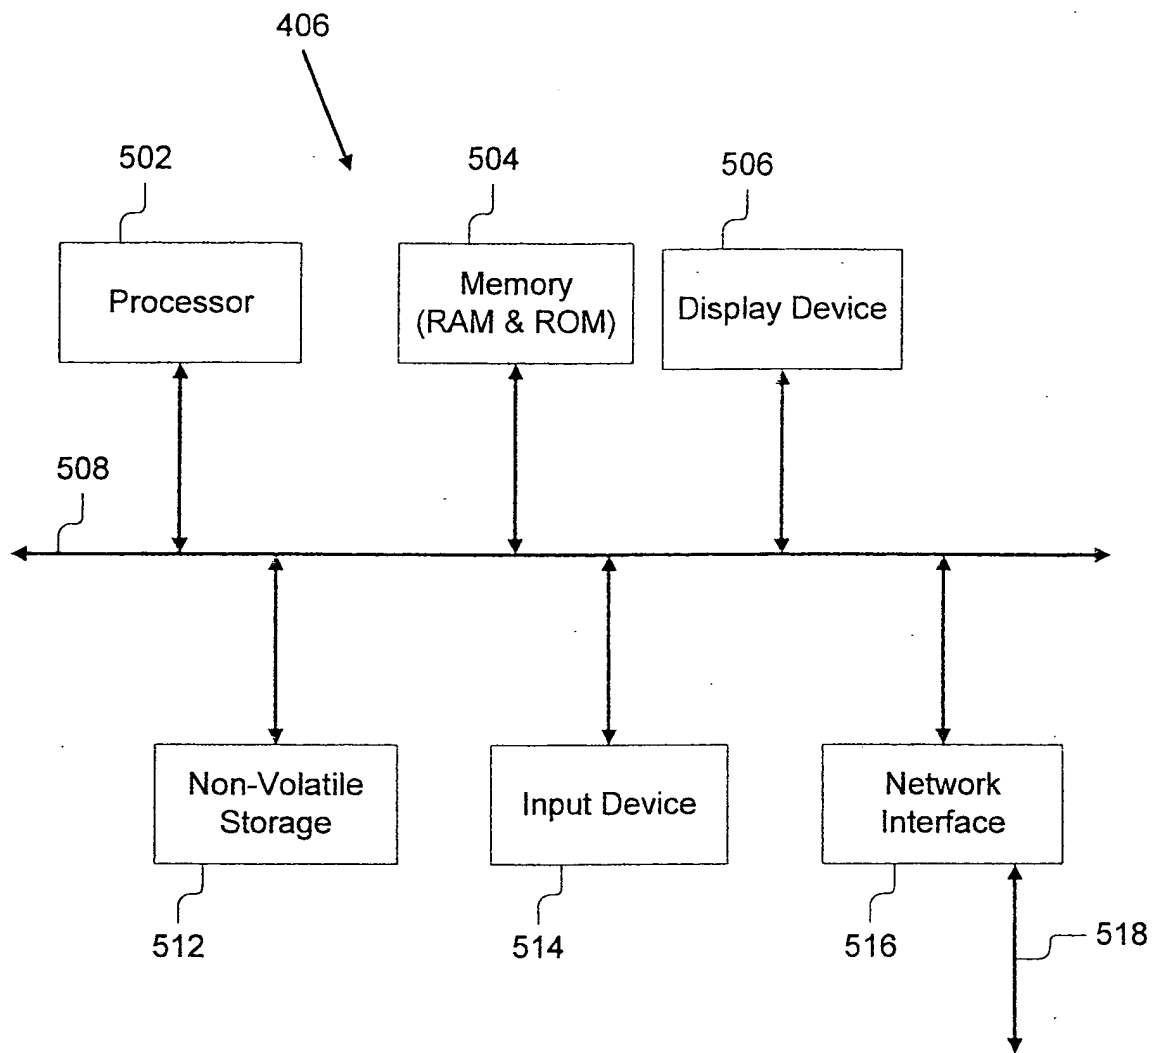 406
502
504
506
Processor
Memory
(RAM & ROM)
Display Device
508
Non-Volatile
Storage
Input Device
Network
Interface
512
514
516
518